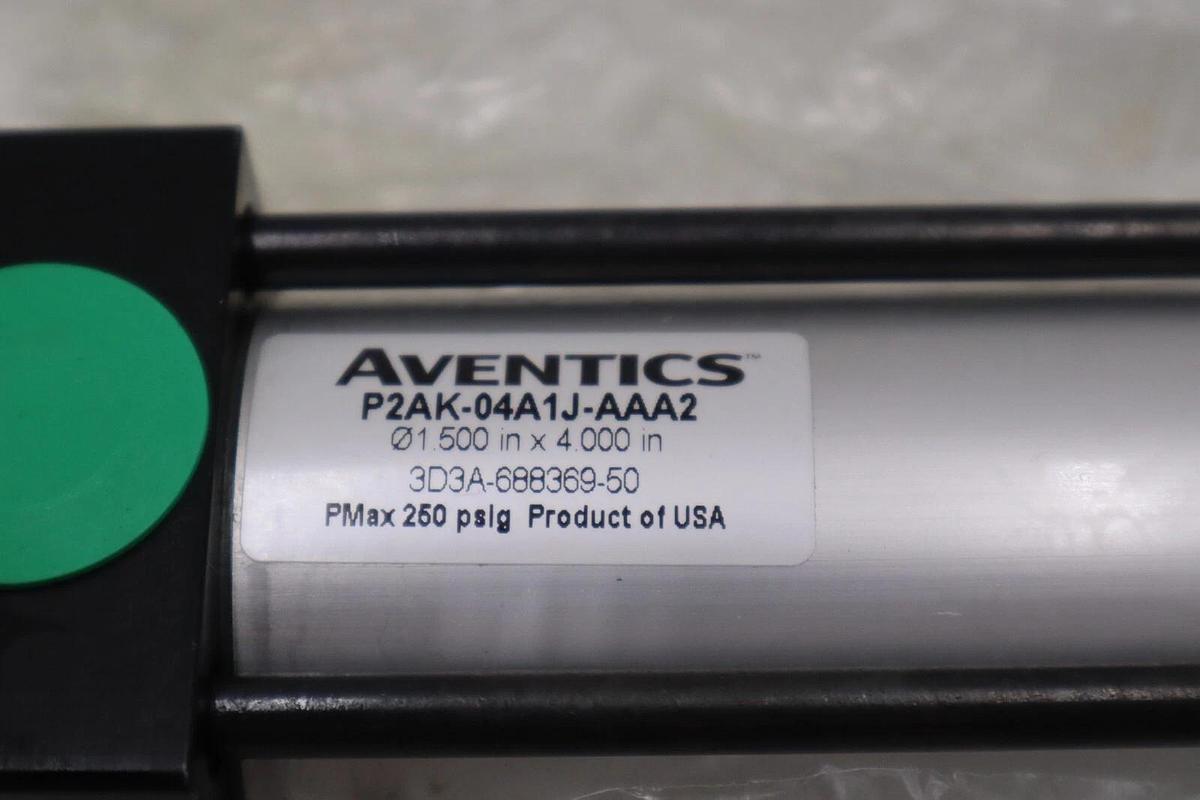 AVENTICS™
P2AK-04A1J-AAA2
Ø1.500 in x 4.000 in
3D3A-688369-50
PMax 250 psig Product of USA